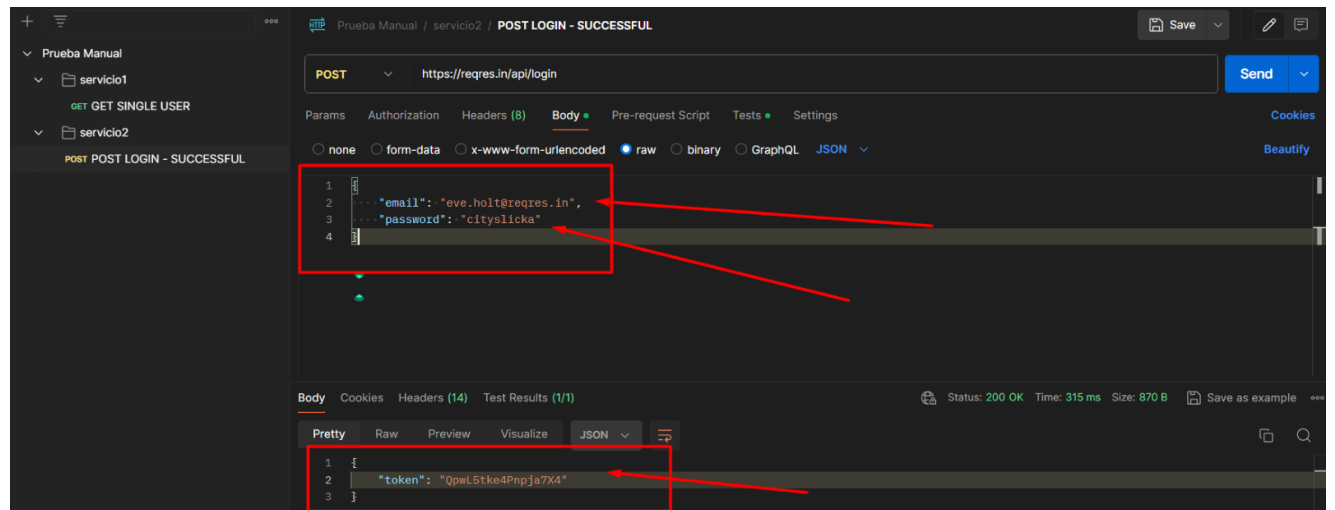 Prueba Manual / servicio2 / POST LOGIN - SUCCESSFUL
Save
Prueba Manual
servicio1
GET GET SINGLE USER
servicio2
POST POST LOGIN - SUCCESSFUL
POST https://reqres.in/api/login
Send
Params Authorization Headers (8) Body Pre-request Script Tests Settings
Cookies
none form-data x-www-form-urlencoded raw binary GraphQL JSON
Beautify
1 {
2 "email": "eve.holt@reqres.in",
3 "password": "cityslicka"
4 }
Body Cookies Headers (14) Test Results (1/1)
Status: 200 OK Time: 315 ms Size: 870 B Save as example
Pretty Raw Preview Visualize JSON
1 {
2 "token": "QpwL5tke4Pnpja7X4"
3 }